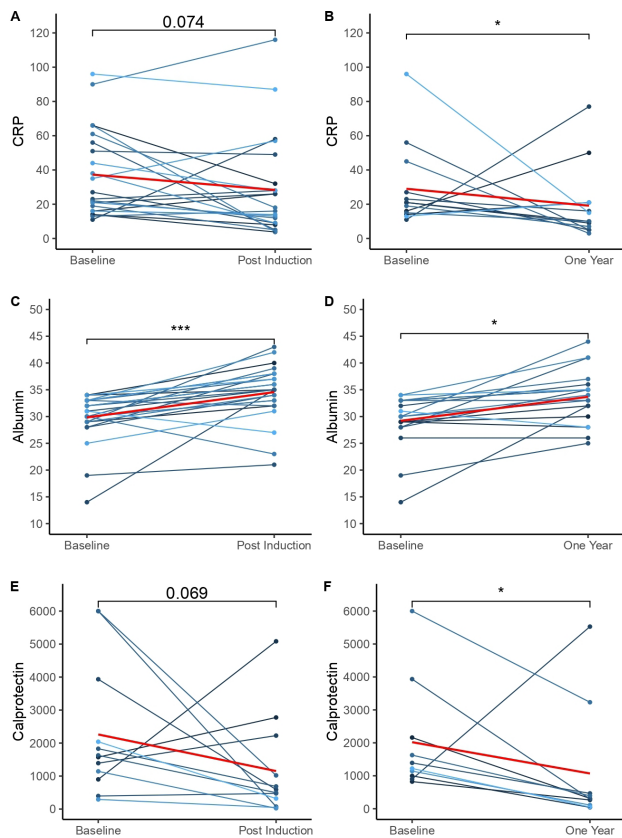 A
0.074
120
100
80
60
40
20
0
CRP
Baseline
Post Induction
B
*
120
100
80
60
40
20
0
CRP
Baseline
One Year
C
***
50
45
40
35
30
25
20
15
10
Albumin
Baseline
Post Induction
D
*
50
45
40
35
30
25
20
15
10
Albumin
Baseline
One Year
E
0.069
6000
5000
4000
3000
2000
1000
0
Calprotectin
Baseline
Post Induction
F
*
6000
5000
4000
3000
2000
1000
0
Calprotectin
Baseline
One Year